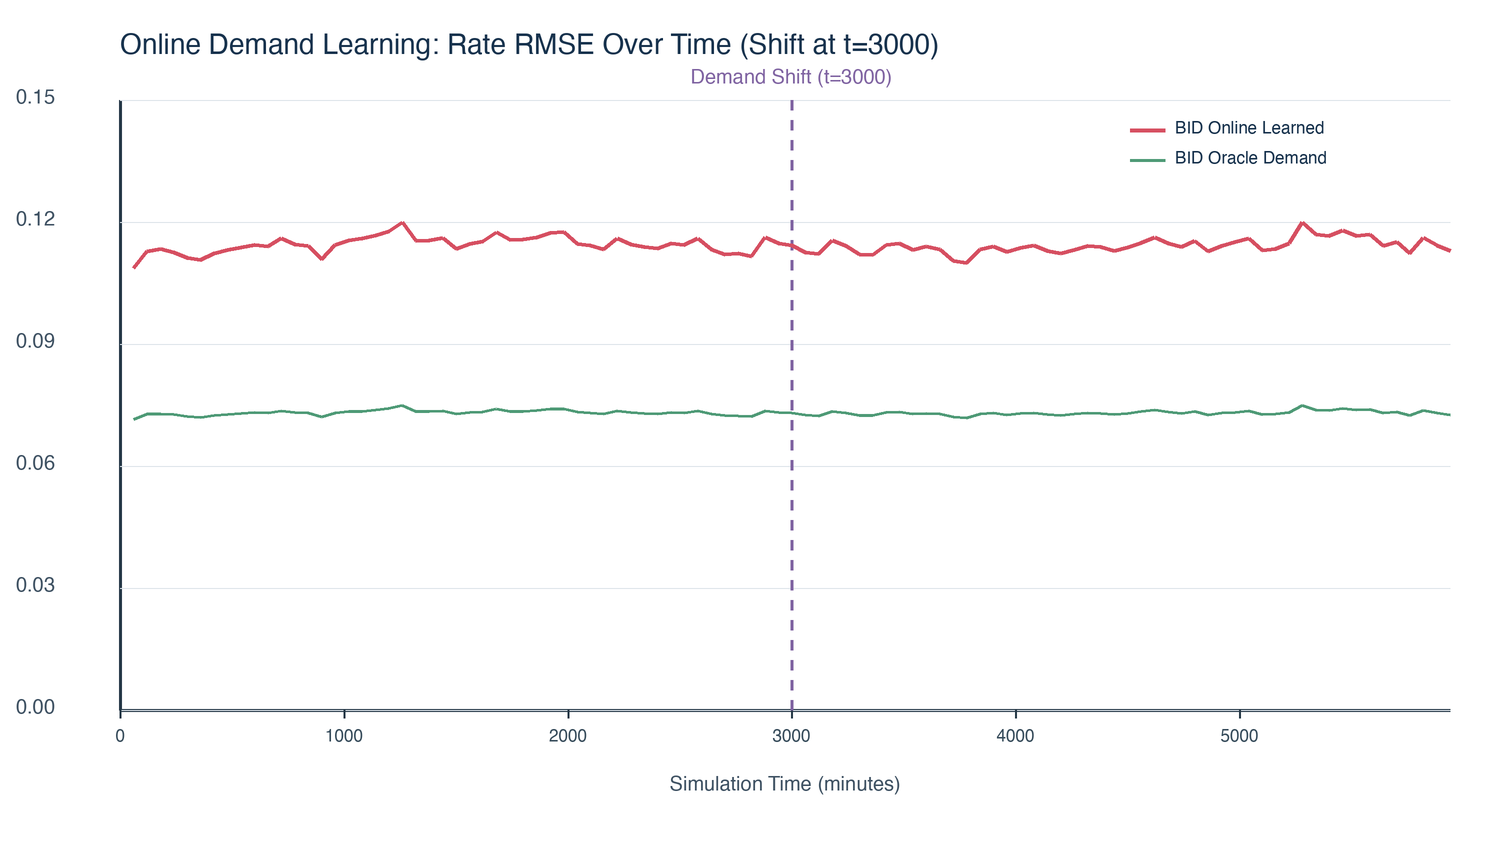 Online Demand Learning: Rate RMSE Over Time (Shift at t=3000)
Demand Shift (t=3000)
0.15
BID Online Learned
BID Oracle Demand
0.12
0.09
0.06
0.03
0.00
0 1000 2000 3000 4000 5000
Simulation Time (minutes)